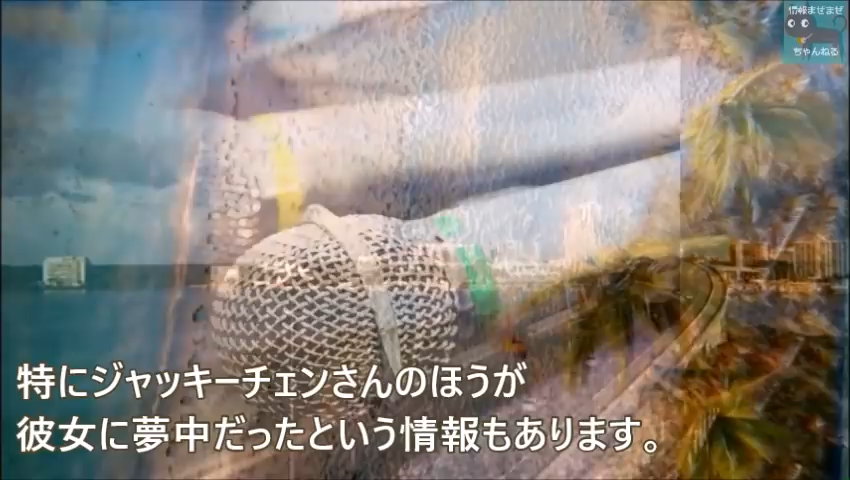 情報まぜまぜ
ちゃんねる
特にジャッキーチェンさんのほうが
彼女に夢中だったという情報もあります。